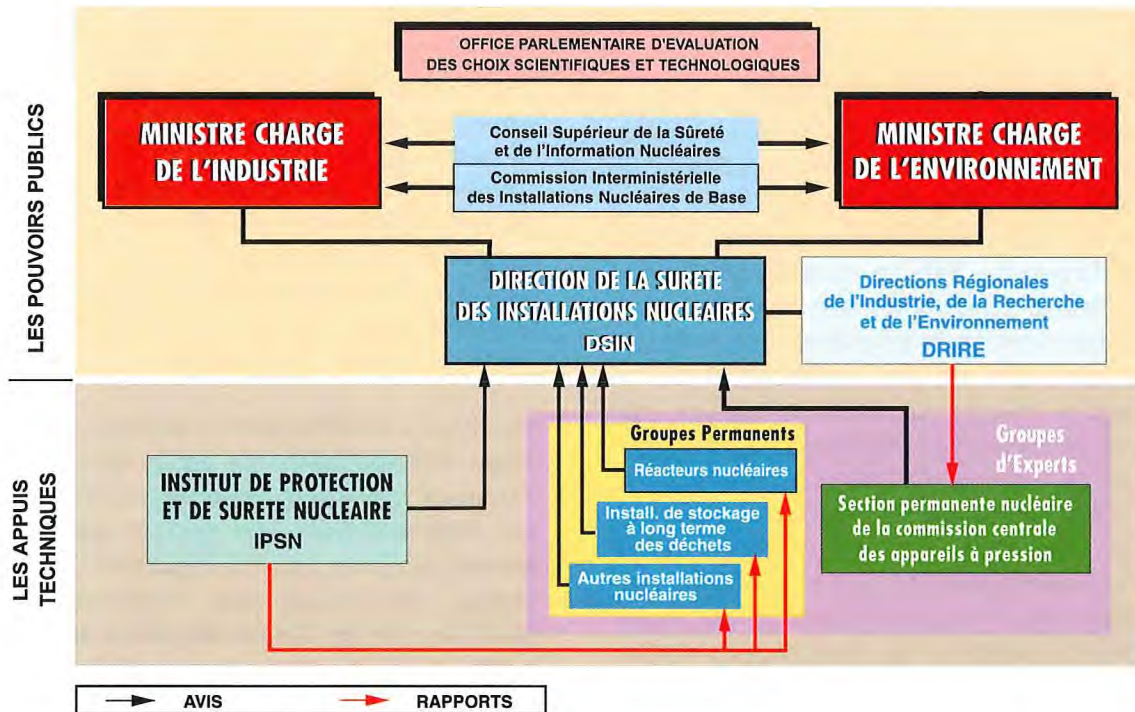 OFFICE PARLEMENTAIRE D'EVALUATION
DES CHOIX SCIENTIFIQUES ET TECHNOLOGIQUES
LES POUVOIRS PUBLICS
MINISTRE CHARGE
DE L'INDUSTRIE
Conseil Supérieur de la Sûreté
et de l'Information Nucléaires
Commission Interministérielle
des Installations Nucléaires de Base
MINISTRE CHARGE
DE L'ENVIRONNEMENT
DIRECTION DE LA SURETE
DES INSTALLATIONS NUCLEAIRES
DSIN
Directions Régionales
de l'Industrie, de la Recherche
et de l'Environnement
DRIRE
LES APPUIS
TECHNIQUES
INSTITUT DE PROTECTION
ET DE SURETE NUCLEAIRE
IPSN
Groupes Permanents
Réacteurs nucléaires
Install. de stockage
à long terme
des déchets
Autres installations
nucléaires
Groupes
d'Experts
Section permanente nucléaire
de la commission centrale
des appareils à pression
AVIS
RAPPORTS